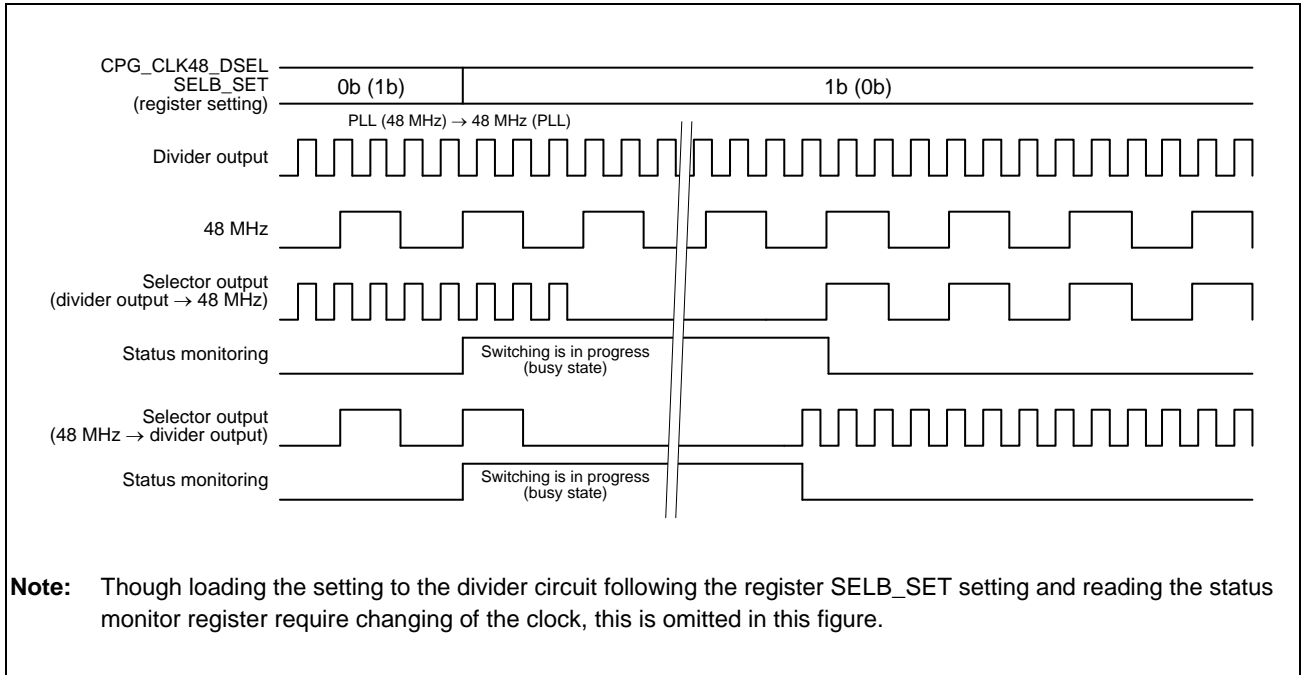 CPG_CLK48_DSEL
SELB_SET
(register setting)
0b (1b)
1b (0b)
PLL (48 MHz) → 48 MHz (PLL)
Divider output
48 MHz
Selector output
(divider output → 48 MHz)
Status monitoring
Switching is in progress
(busy state)
Selector output
(48 MHz → divider output)
Status monitoring
Switching is in progress
(busy state)
Note: Though loading the setting to the divider circuit following the register SELB_SET setting and reading the status
monitor register require changing of the clock, this is omitted in this figure.